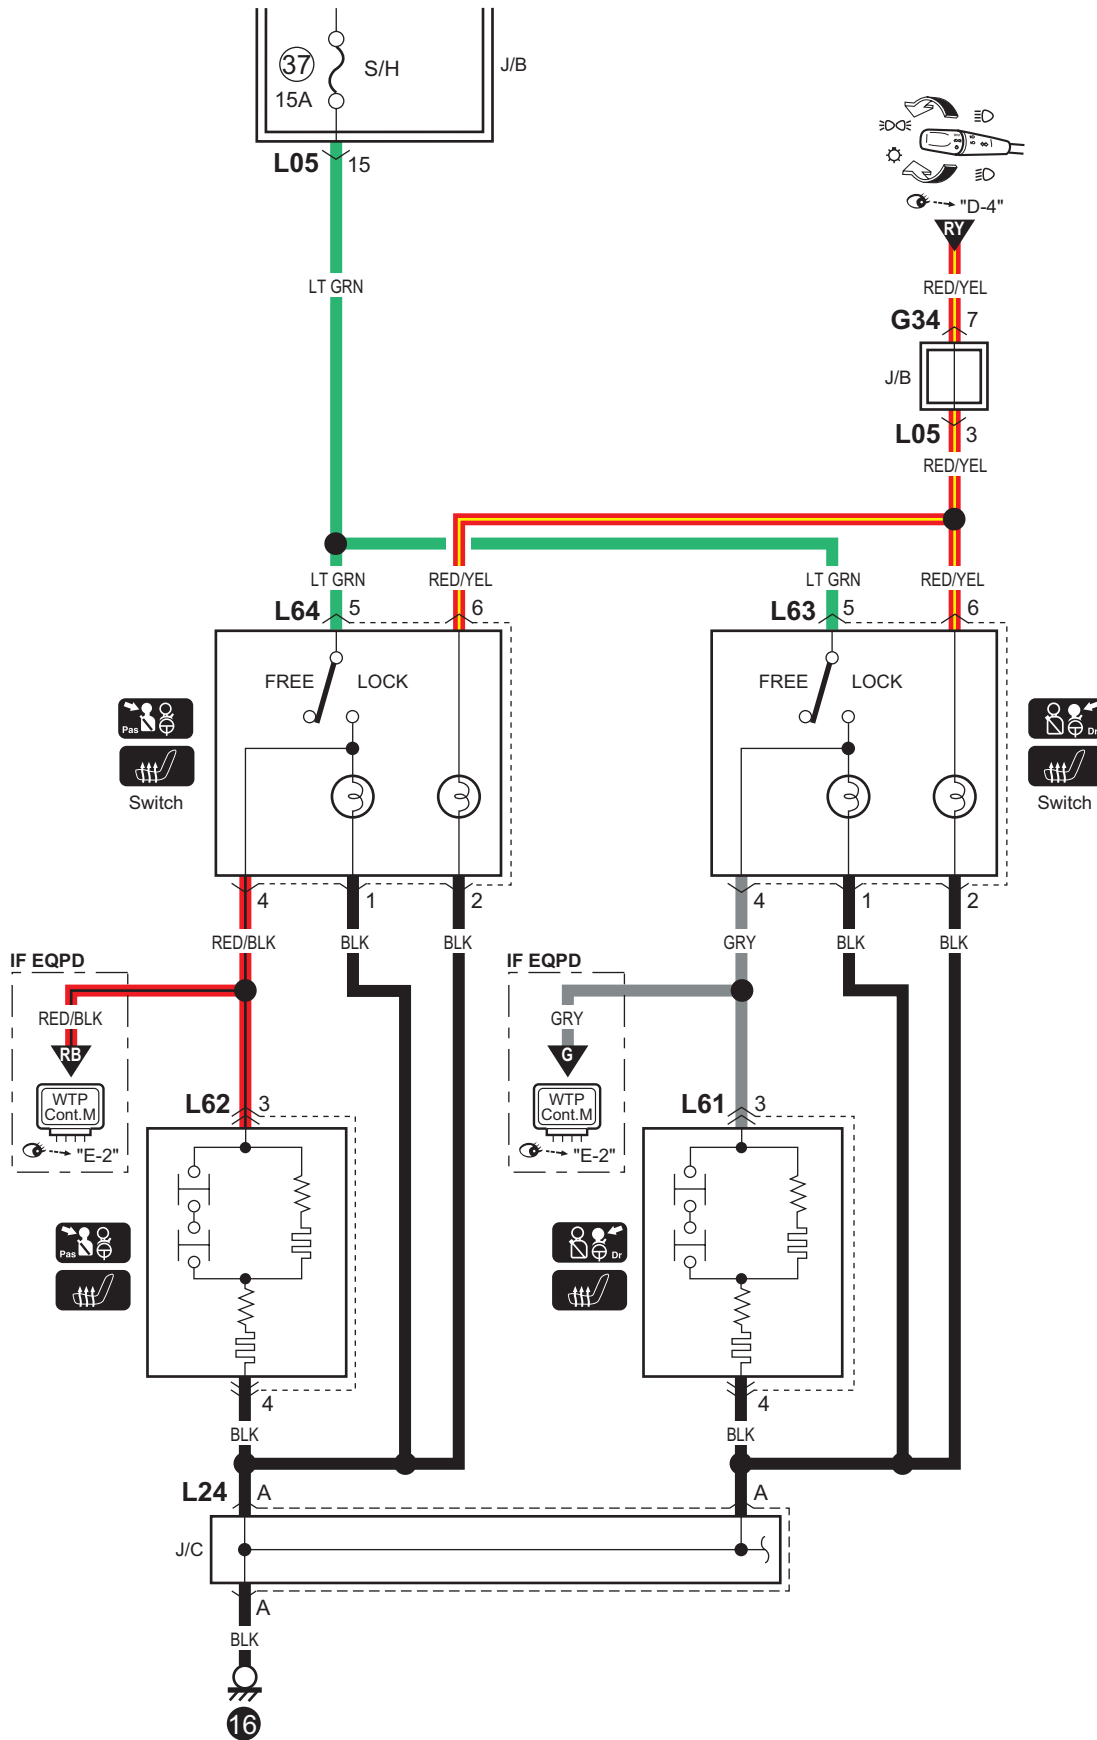 37 S/H J/B
15A
L05 15
"D-4"
RY
LT GRN RED/YEL
G34 7
J/B
L05 3
RED/YEL
LT GRN RED/YEL LT GRN RED/YEL
L64 5 6 L63 5 6
FREE LOCK FREE LOCK
Pas Dr
Switch Switch
4 1 2 4 1 2
RED/BLK BLK BLK GRY BLK BLK
IF EQPD IF EQPD
RED/BLK GRY
RB G
WTP WTP
Cont.M Cont.M
L62 3 L61 3
"E-2" "E-2"
Pas Dr
4 4
BLK BLK
L24 A A
J/C
A
BLK
16